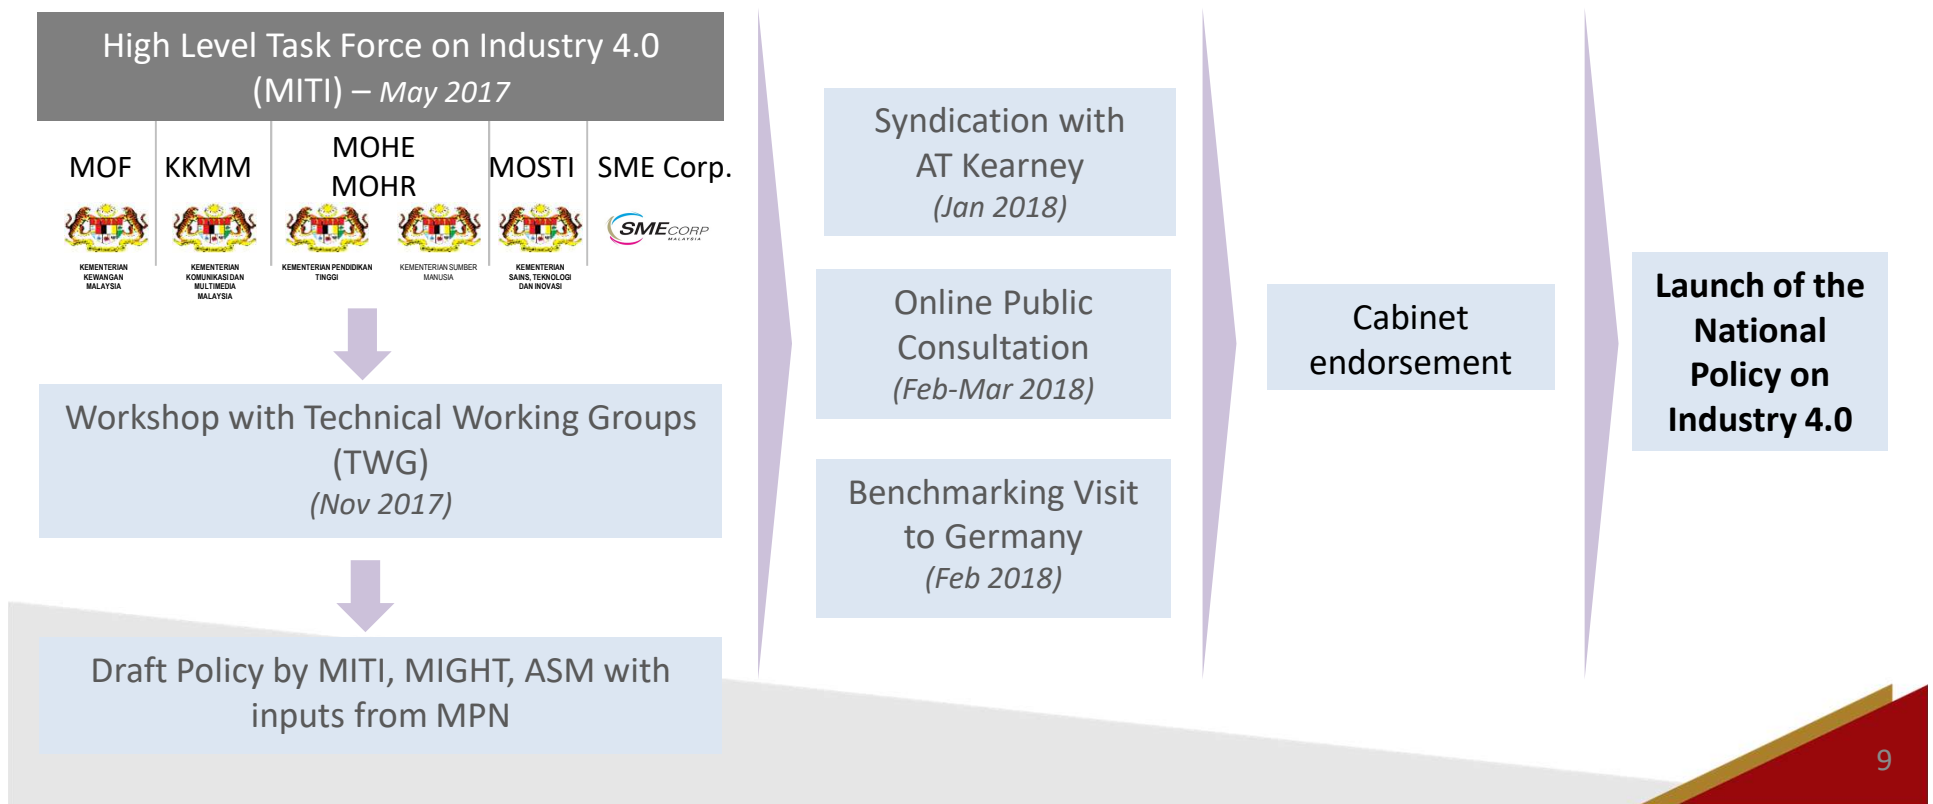 High Level Task Force on Industry 4.0
(MITI) – May 2017
MOF
KKMM
MOHE
MOHR
MOSTI
SME Corp.
KEMENTERIAN
KEWANGAN
MALAYSIA
KEMENTERIAN
KOMUNIKASI DAN
MULTIMEDIA
MALAYSIA
KEMENTERIAN PENDIDIKAN
TINGGI
KEMENTERIAN SUMBER
MANUSIA
KEMENTERIAN
SAINS, TEKNOLOGI
DAN INOVASI
SMECORP
MALAYSIA
Workshop with Technical Working Groups
(TWG)
(Nov 2017)
Draft Policy by MITI, MIGHT, ASM with
inputs from MPN
Syndication with
AT Kearney
(Jan 2018)
Online Public
Consultation
(Feb-Mar 2018)
Benchmarking Visit
to Germany
(Feb 2018)
Cabinet
endorsement
Launch of the
National
Policy on
Industry 4.0
9